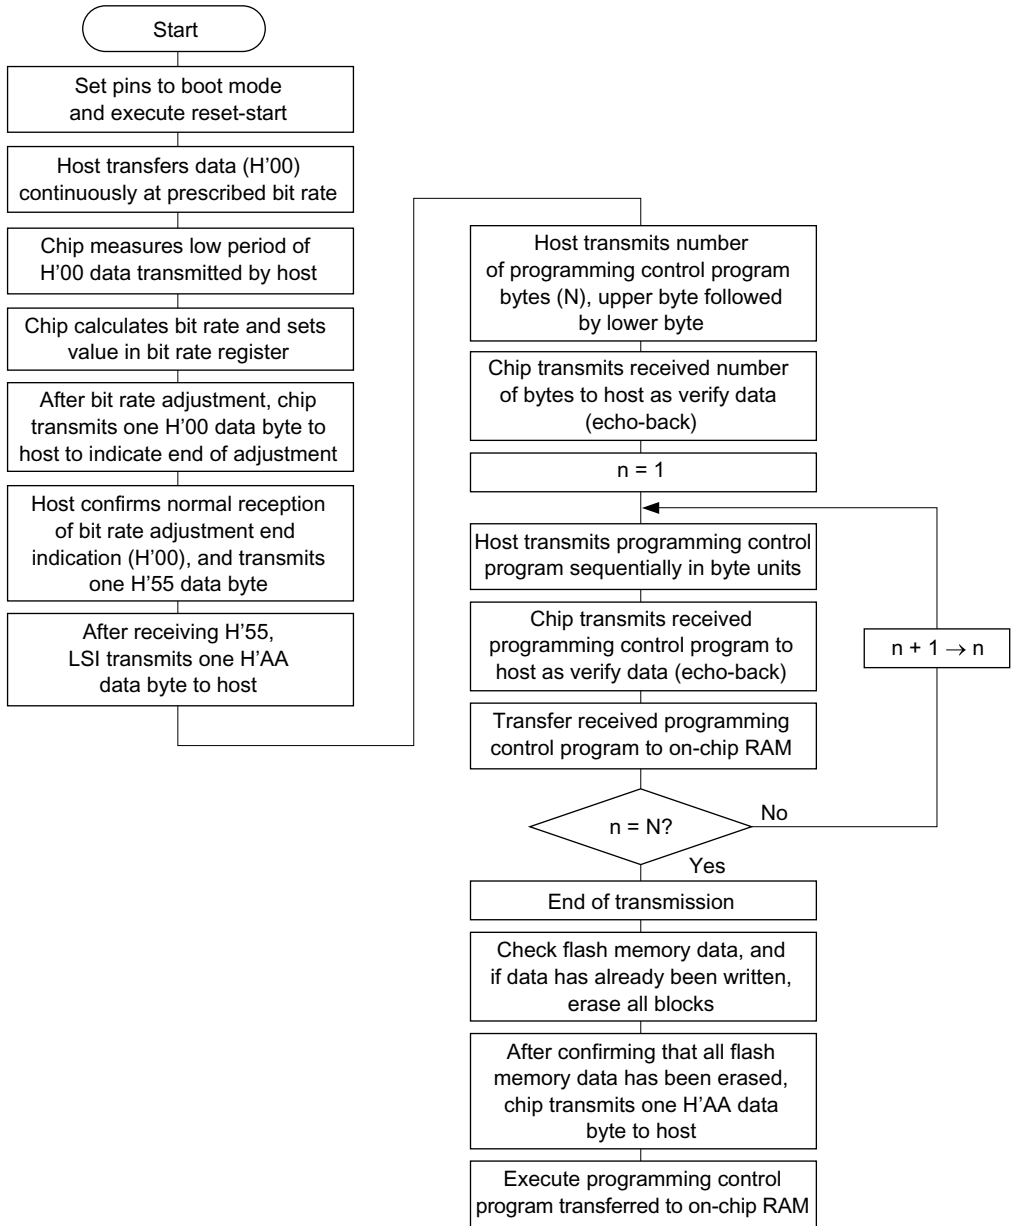 Start
Set pins to boot mode
and execute reset-start
Host transfers data (H'00)
continuously at prescribed bit rate
Chip measures low period of
H'00 data transmitted by host
Chip calculates bit rate and sets
value in bit rate register
After bit rate adjustment, chip
transmits one H'00 data byte to
host to indicate end of adjustment
Host confirms normal reception
of bit rate adjustment end
indication (H'00), and transmits
one H'55 data byte
After receiving H'55,
LSI transmits one H'AA
data byte to host
Host transmits number
of programming control program
bytes (N), upper byte followed
by lower byte
Chip transmits received number
of bytes to host as verify data
(echo-back)
n = 1
Host transmits programming control
program sequentially in byte units
Chip transmits received
programming control program to
host as verify data (echo-back)
n + 1 → n
Transfer received programming
control program to on-chip RAM
n = N?
No
Yes
End of transmission
Check flash memory data, and
if data has already been written,
erase all blocks
After confirming that all flash
memory data has been erased,
chip transmits one H'AA data
byte to host
Execute programming control
program transferred to on-chip RAM